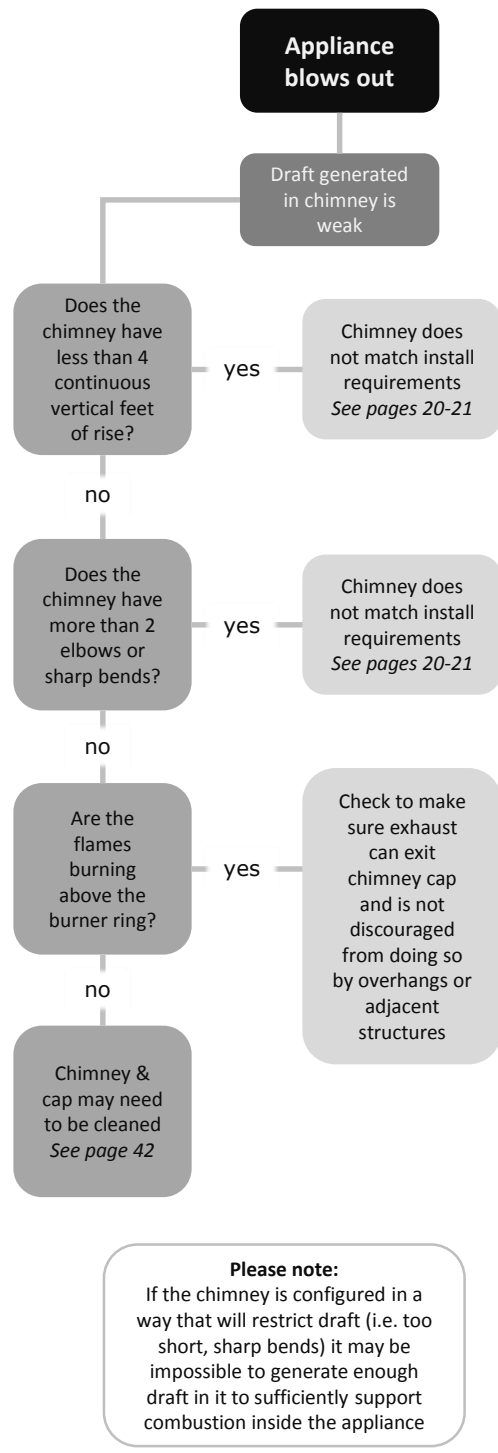 Appliance
blows out
Draft generated
in chimney is
weak
Does the
chimney have
less than 4
continuous
vertical feet
of rise?
yes
Chimney does
not match install
requirements
See pages 20-21
no
Does the
chimney have
more than 2
elbows or
sharp bends?
yes
Chimney does
not match install
requirements
See pages 20-21
no
Are the
flames
burning
above the
burner ring?
yes
Check to make
sure exhaust
can exit
chimney cap
and is not
discouraged
from doing so
by overhangs or
adjacent
structures
no
Chimney &
cap may need
to be cleaned
See page 42
Please note:
If the chimney is configured in a
way that will restrict draft (i.e. too
short, sharp bends) it may be
impossible to generate enough
draft in it to sufficiently support
combustion inside the appliance